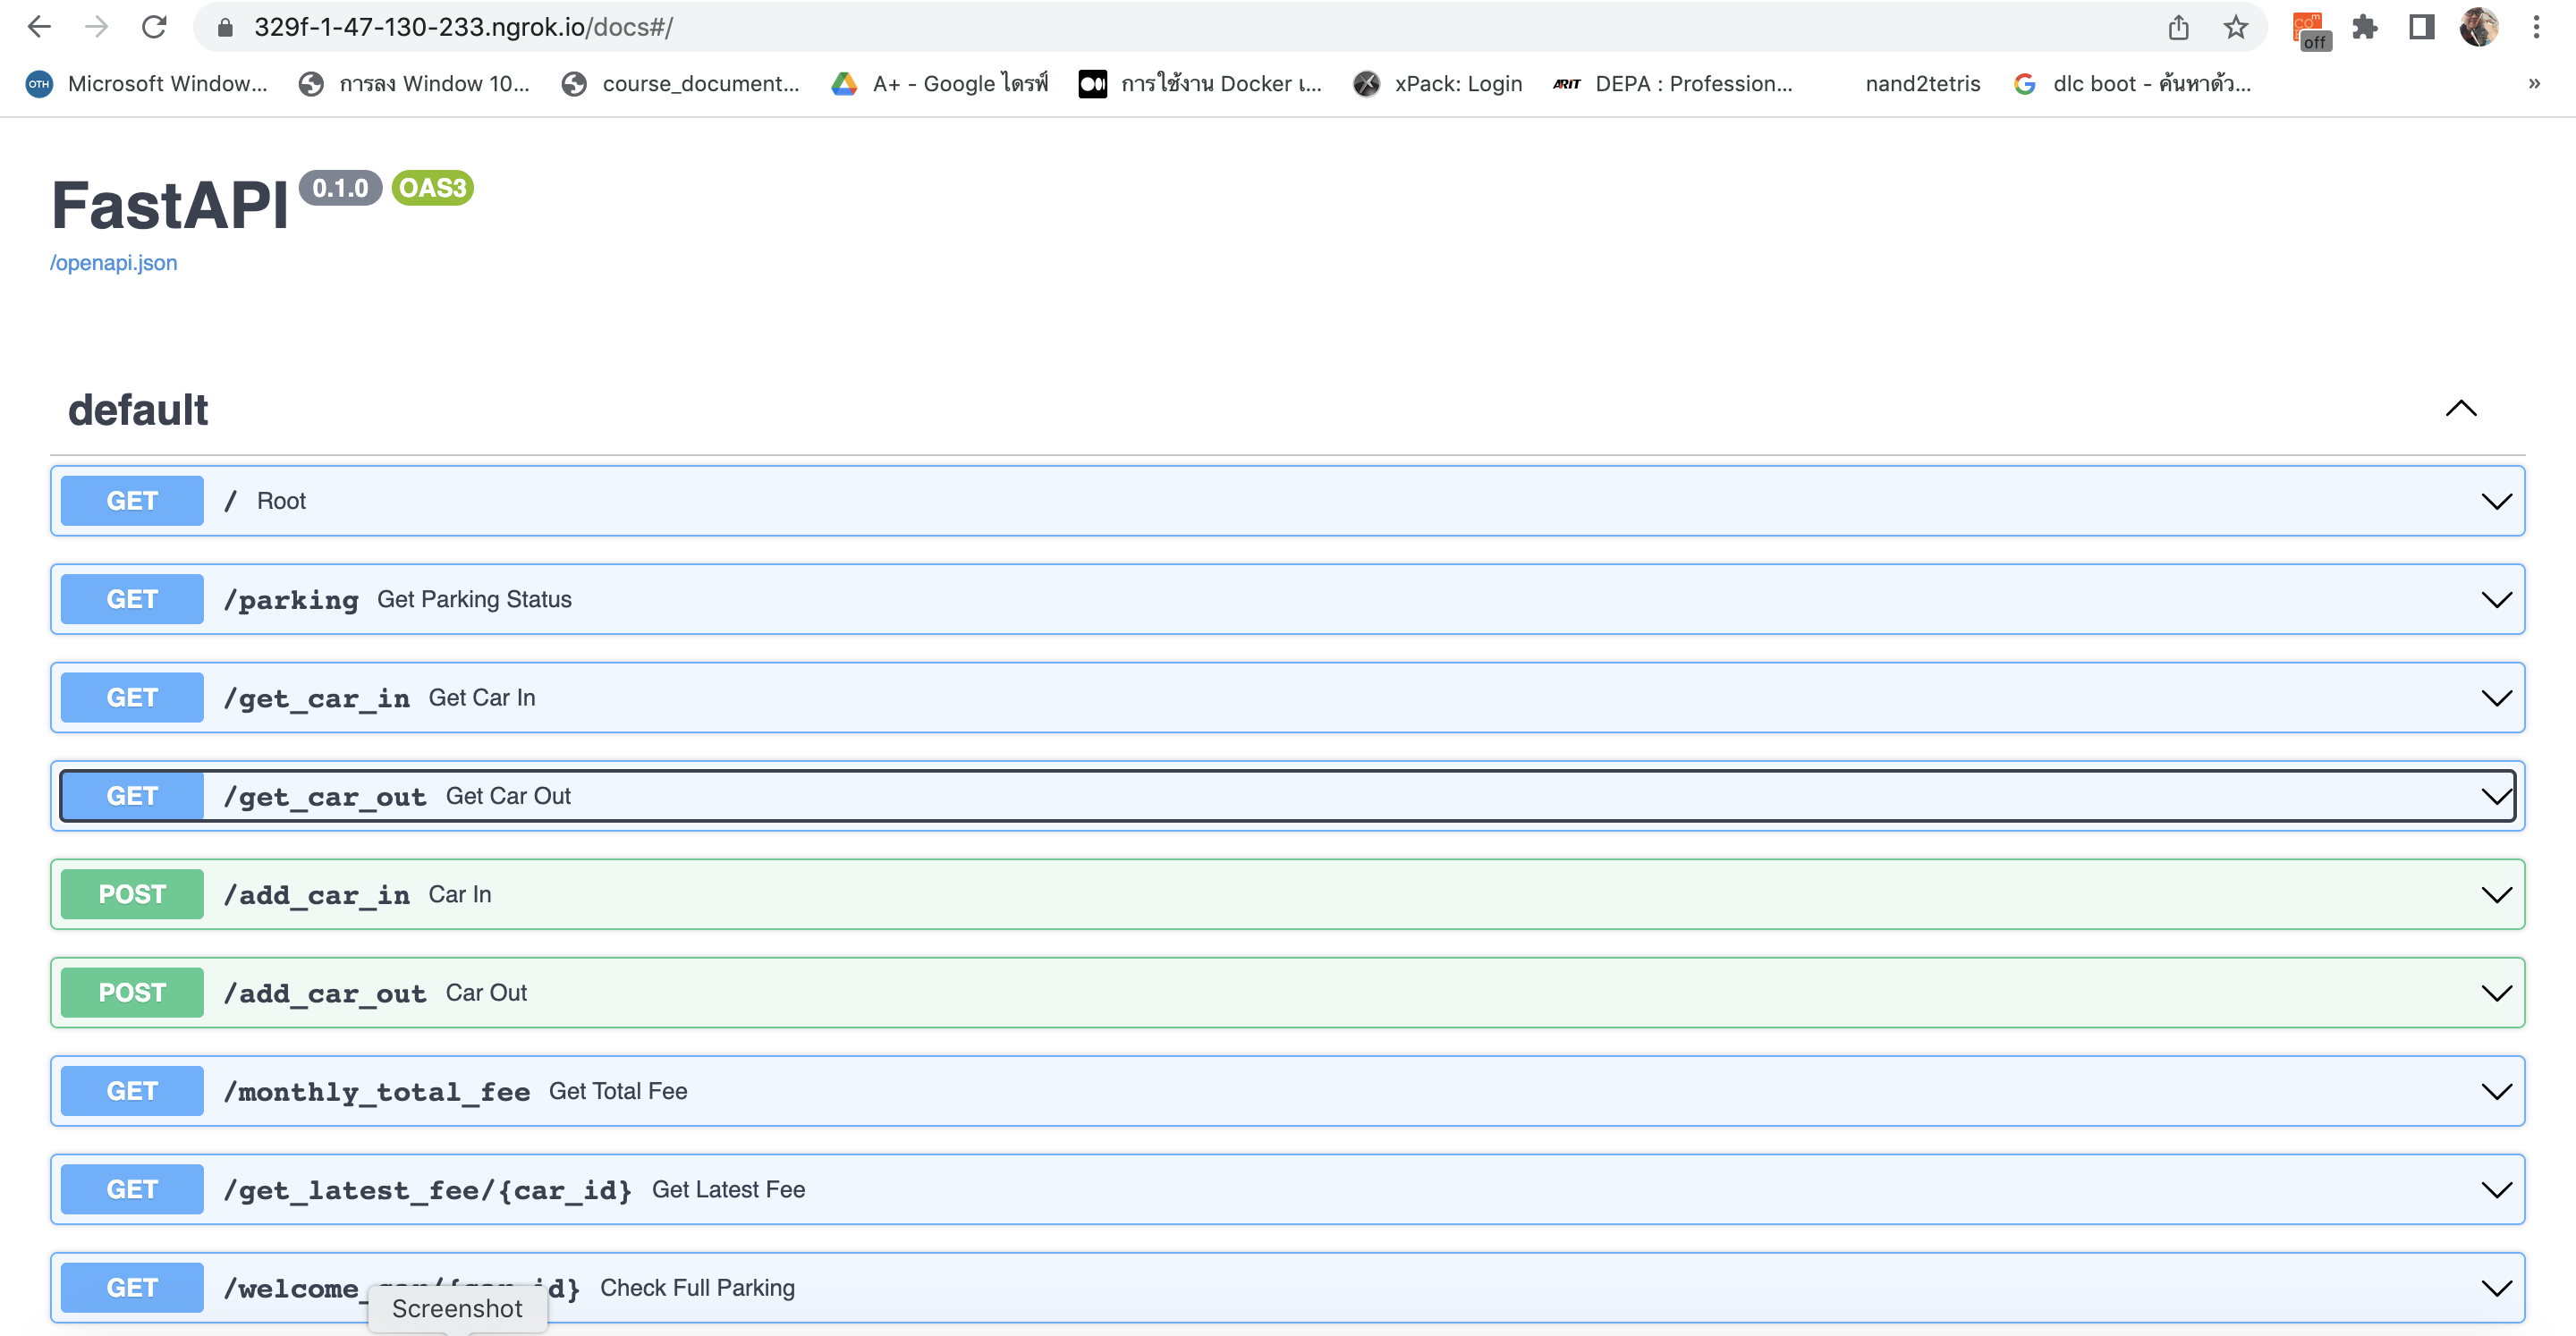 329f-1-47-130-233.ngrok.io/docs#/
com off
OTH Microsoft Window... การลง Window 10... course_document... A+ - Google ไดรฟ์ การใช้งาน Docker เ... xPack: Login ARIT DEPA : Profession... nand2tetris dlc boot - ค้นหาด้ว... »
FastAPI 0.1.0 OAS3
/openapi.json
default
GET / Root
GET /parking Get Parking Status
GET /get_car_in Get Car In
GET /get_car_out Get Car Out
POST /add_car_in Car In
POST /add_car_out Car Out
GET /monthly_total_fee Get Total Fee
GET /get_latest_fee/{car_id} Get Latest Fee
GET /welcome_car/{car_id} Check Full Parking
Screenshot